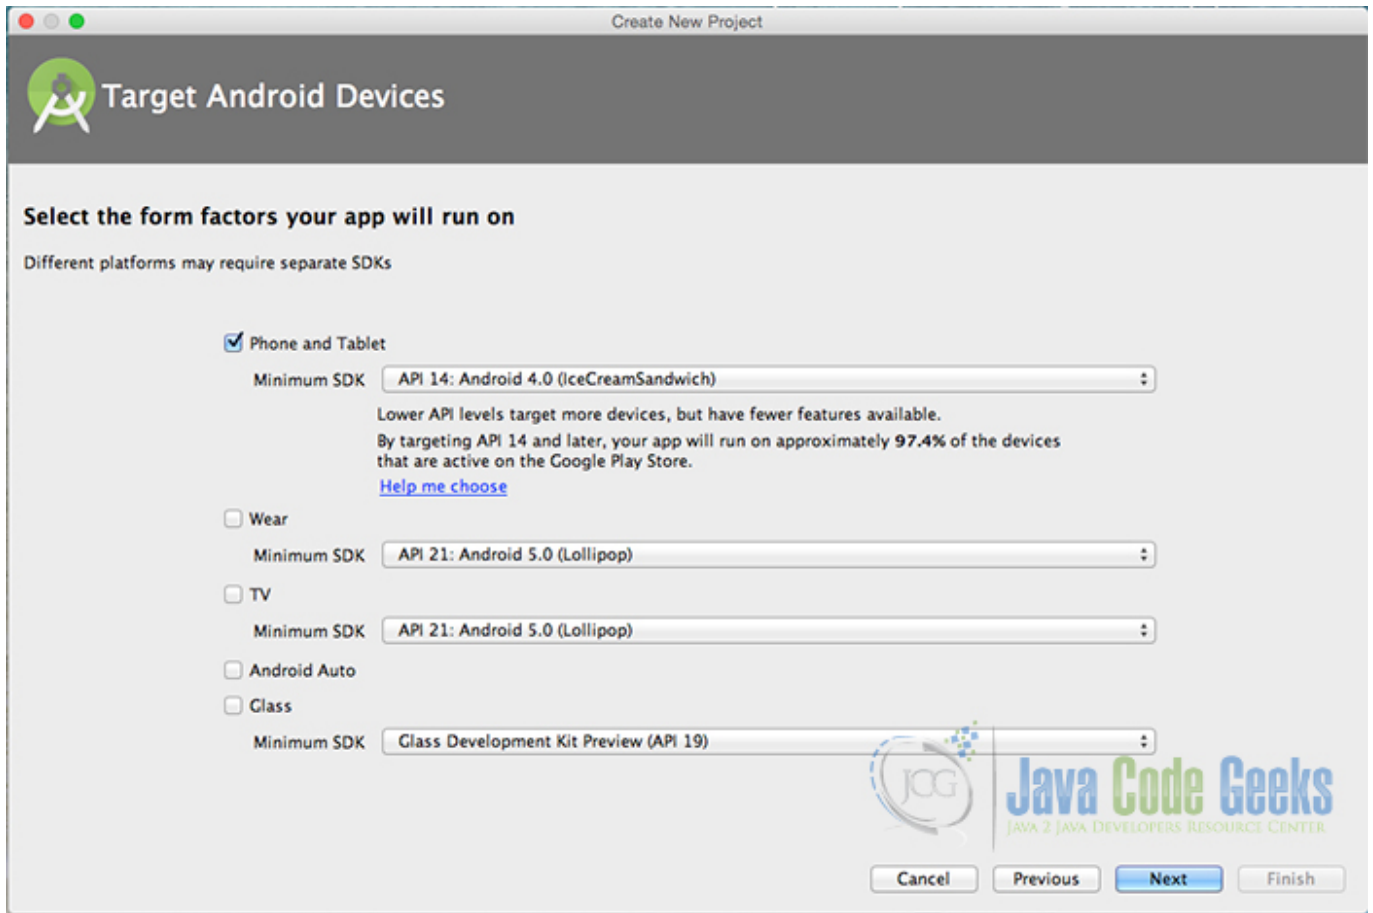 Create New Project
Target Android Devices
Select the form factors your app will run on
Different platforms may require separate SDKs
Phone and Tablet
Minimum SDK API 14: Android 4.0 (IceCreamSandwich)
Lower API levels target more devices, but have fewer features available.
By targeting API 14 and later, your app will run on approximately 97.4% of the devices
that are active on the Google Play Store.
Help me choose
Wear
Minimum SDK API 21: Android 5.0 (Lollipop)
TV
Minimum SDK API 21: Android 5.0 (Lollipop)
Android Auto
Glass
Minimum SDK Glass Development Kit Preview (API 19)
JCG
Java Code Geeks
JAVA 2 JAVA DEVELOPERS RESOURCE CENTER
Cancel Previous Next Finish